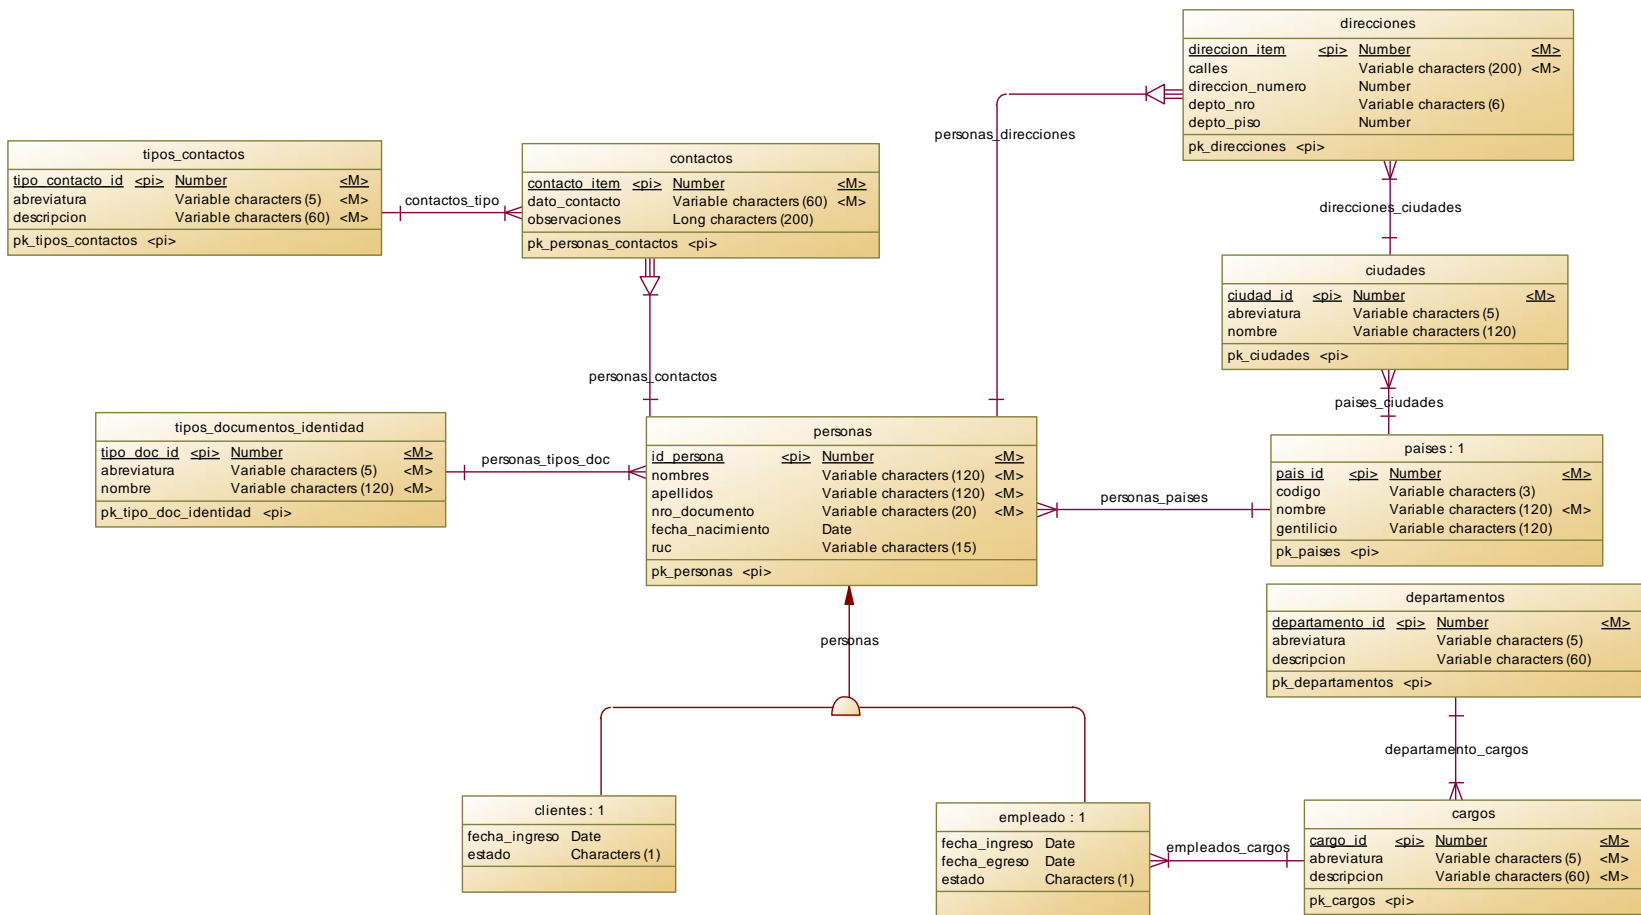 direcciones
direccion_item <pi> Number <M>
calles Variable characters (200) <M>
direccion_numero Number
depto_nro Variable characters (6)
depto_piso Number
pk_direcciones <pi>
personas_direcciones
tipos_contactos
tipo_contacto_id <pi> Number <M>
abreviatura Variable characters (5) <M>
descripcion Variable characters (60) <M>
pk_tipos_contactos <pi>
contactos_tipo
contactos
contacto_item <pi> Number <M>
dato_contacto Variable characters (60) <M>
observaciones Long characters (200)
pk_personas_contactos <pi>
direcciones_ciudades
ciudades
ciudad_id <pi> Number <M>
abreviatura Variable characters (5)
nombre Variable characters (120)
pk_ciudades <pi>
personas_contactos
paises_ciudades
tipos_documentos_identidad
tipo_doc_id <pi> Number <M>
abreviatura Variable characters (5) <M>
nombre Variable characters (120) <M>
pk_tipo_doc_identidad <pi>
personas_tipos_doc
personas
id_persona <pi> Number <M>
nombres Variable characters (120) <M>
apellidos Variable characters (120) <M>
nro_documento Variable characters (20) <M>
fecha_nacimiento Date
ruc Variable characters (15)
pk_personas <pi>
personas_paises
paises : 1
pais_id <pi> Number <M>
codigo Variable characters (3)
nombre Variable characters (120) <M>
gentilicio Variable characters (120)
pk_paises <pi>
departamentos
departamento_id <pi> Number <M>
abreviatura Variable characters (5)
descripcion Variable characters (60)
pk_departamentos <pi>
personas
departamento_cargos
clientes : 1
fecha_ingreso Date
estado Characters (1)
empleado : 1
fecha_ingreso Date
fecha_egreso Date
estado Characters (1)
empleados_cargos
cargos
cargo_id <pi> Number <M>
abreviatura Variable characters (5) <M>
descripcion Variable characters (60) <M>
pk_cargos <pi>